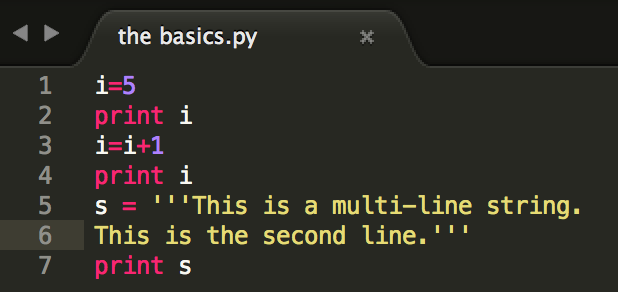 the basics.py
1 i=5
2 print i
3 i=i+1
4 print i
5 s = '''This is a multi-line string.
6 This is the second line.'''
7 print s